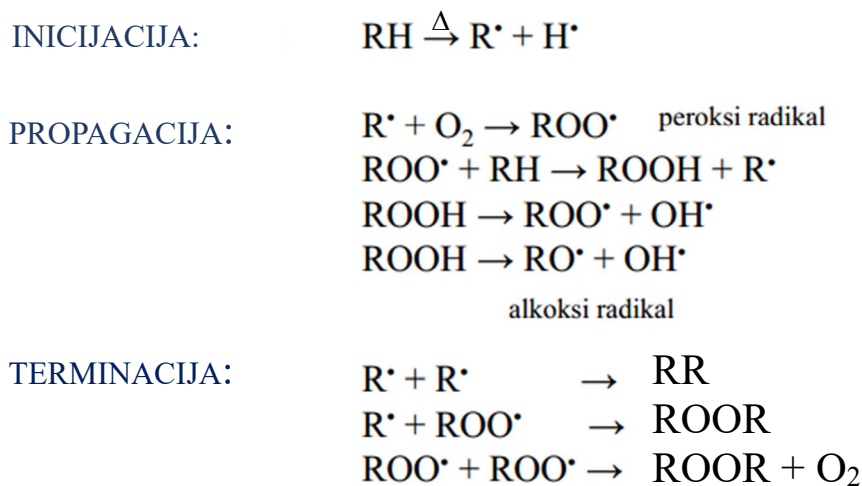 INICIJACIJA: RH Δ→ R• + H•
PROPAGACIJA: R• + O₂ → ROO• peroksi radikal
ROO• + RH → ROOH + R•
ROOH → ROO• + OH•
ROOH → RO• + OH•
alkoksi radikal
TERMINACIJA: R• + R• → RR
R• + ROO• → ROOR
ROO• + ROO• → ROOR + O₂